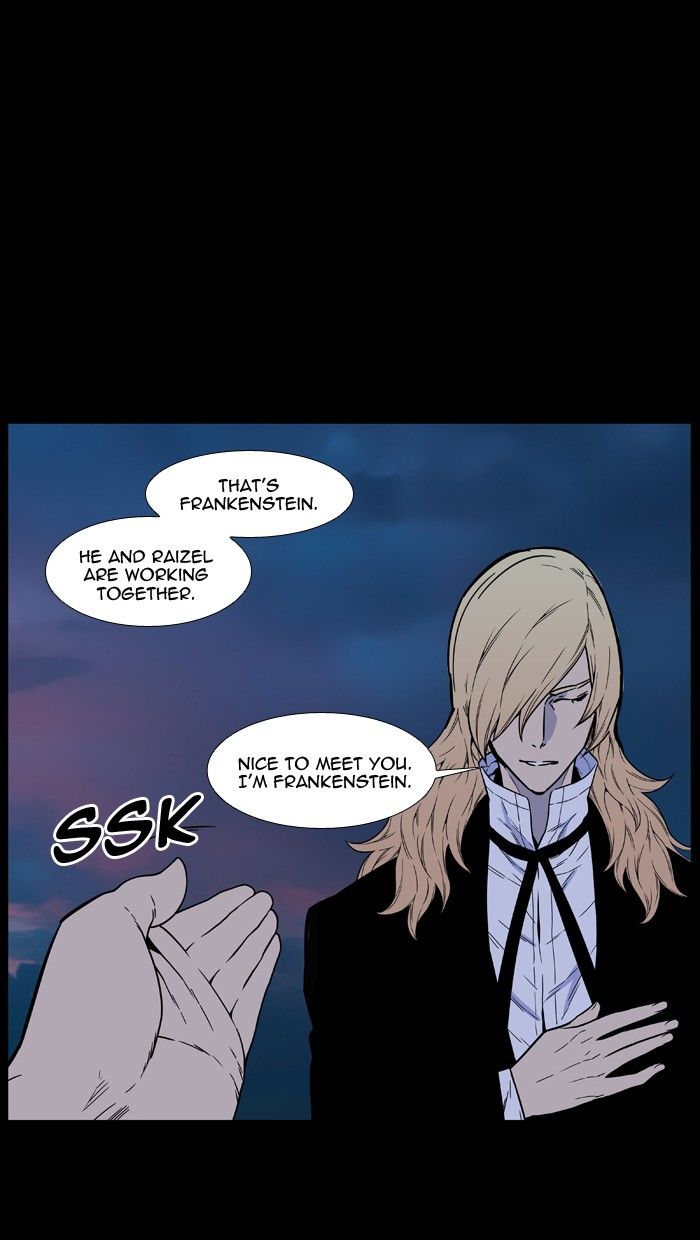 THAT'S
FRANKENSTEIN.
HE AND RAIZEL
ARE WORKING
TOGETHER.
NICE TO MEET YOU.
I'M FRANKENSTEIN.
SSK